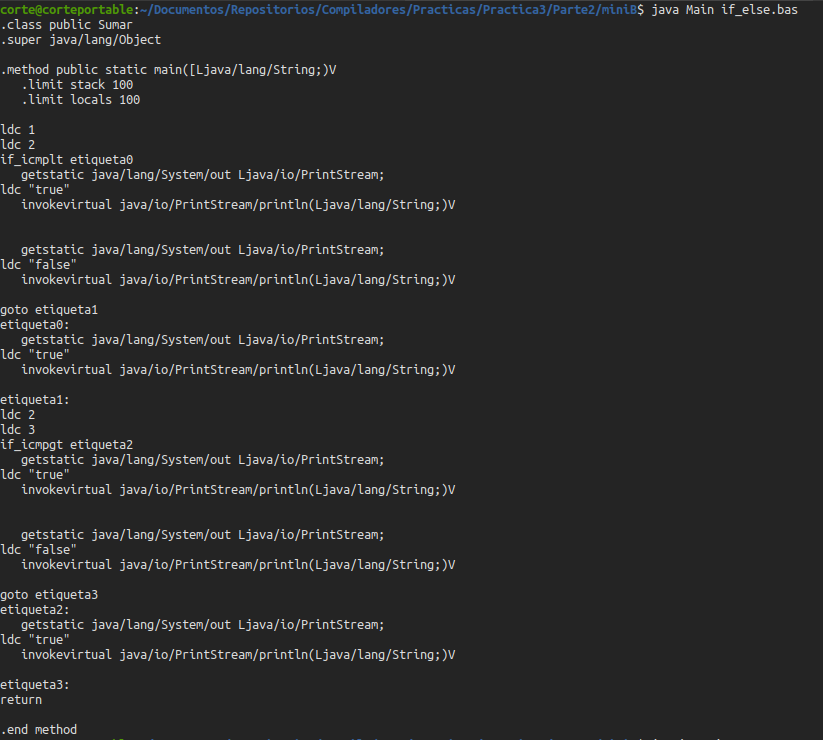 corte@corteportable:~/Documentos/Repositorios/Compiladores/Practicas/Practica3/Parte2/miniB$ java Main if_else.bas
.class public Sumar
.super java/lang/Object
.method public static main([Ljava/lang/String;)V
.limit stack 100
.limit locals 100
ldc 1
ldc 2
if_icmplt etiqueta0
getstatic java/lang/System/out Ljava/io/PrintStream;
ldc "true"
invokevirtual java/io/PrintStream/println(Ljava/lang/String;)V
getstatic java/lang/System/out Ljava/io/PrintStream;
ldc "false"
invokevirtual java/io/PrintStream/println(Ljava/lang/String;)V
goto etiqueta1
etiqueta0:
getstatic java/lang/System/out Ljava/io/PrintStream;
ldc "true"
invokevirtual java/io/PrintStream/println(Ljava/lang/String;)V
etiqueta1:
ldc 2
ldc 3
if_icmpgt etiqueta2
getstatic java/lang/System/out Ljava/io/PrintStream;
ldc "true"
invokevirtual java/io/PrintStream/println(Ljava/lang/String;)V
getstatic java/lang/System/out Ljava/io/PrintStream;
ldc "false"
invokevirtual java/io/PrintStream/println(Ljava/lang/String;)V
goto etiqueta3
etiqueta2:
getstatic java/lang/System/out Ljava/io/PrintStream;
ldc "true"
invokevirtual java/io/PrintStream/println(Ljava/lang/String;)V
etiqueta3:
return
.end method